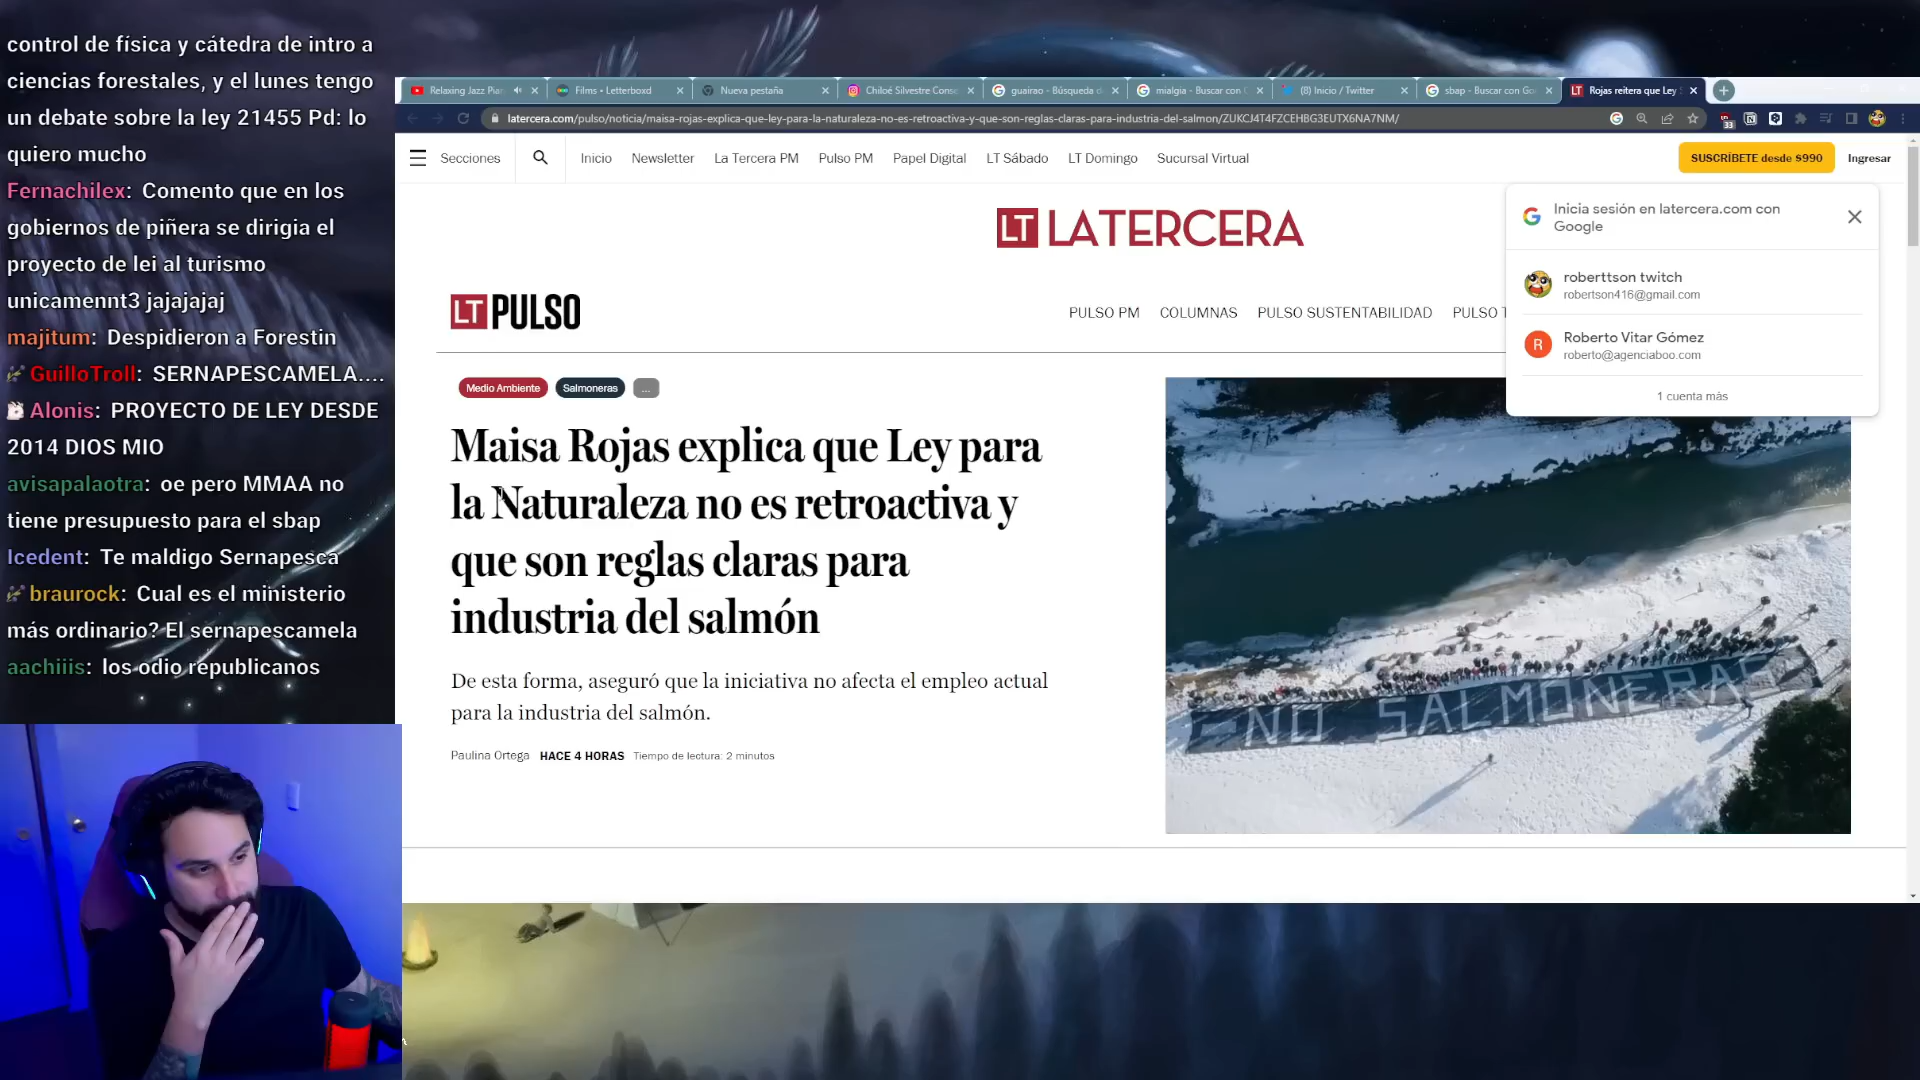 control de física y cátedra de intro a
ciencias forestales, y el lunes tengo
un debate sobre la ley 21455 Pd: lo
quiero mucho
Fernachilex: Comento que en los
gobiernos de piñera se dirigia el
proyecto de lei al turismo
unicamennt3 jajajajaj
majitum: Despidieron a Forestin
GuilloTroll: SERNAPESCAMELA....
Alonis: PROYECTO DE LEY DESDE
2014 DIOS MIO
avisapalaotra: oe pero MMAA no
tiene presupuesto para el sbap
Icedent: Te maldigo Sernapesca
braurock: Cual es el ministerio
más ordinario? El sernapescamela
aachiiis: los odio republicanos
Relaxing Jazz Pian
Films • Letterboxd
Nueva pestaña
Chiloé Silvestre Consc
guairao - Búsqueda d
mialgia - Buscar con G
(8) Inicio / Twitter
sbap - Buscar con Goo
Rojas reitera que Ley
latercera.com/pulso/noticia/maisa-rojas-explica-que-ley-para-la-naturaleza-no-es-retroactiva-y-que-son-reglas-claras-para-industria-del-salmon/ZUKCJ4T4FZCEHBG3EUTX6NA7NM/
33
Secciones
Inicio
Newsletter
La Tercera PM
Pulso PM
Papel Digital
LT Sábado
LT Domingo
Sucursal Virtual
SUSCRÍBETE desde $990
Ingresar
LT LATERCERA
Inicia sesión en latercera.com con
Google
roberttson twitch
robertson416@gmail.com
R
Roberto Vitar Gómez
roberto@agenciaboo.com
1 cuenta más
LT PULSO
PULSO PM
COLUMNAS
PULSO SUSTENTABILIDAD
PULSO T
Medio Ambiente
Salmoneras
...
Maisa Rojas explica que Ley para
la Naturaleza no es retroactiva y
que son reglas claras para
industria del salmón
De esta forma, aseguró que la iniciativa no afecta el empleo actual
para la industria del salmón.
Paulina Ortega HACE 4 HORAS Tiempo de lectura: 2 minutos
NO SALMONERAS